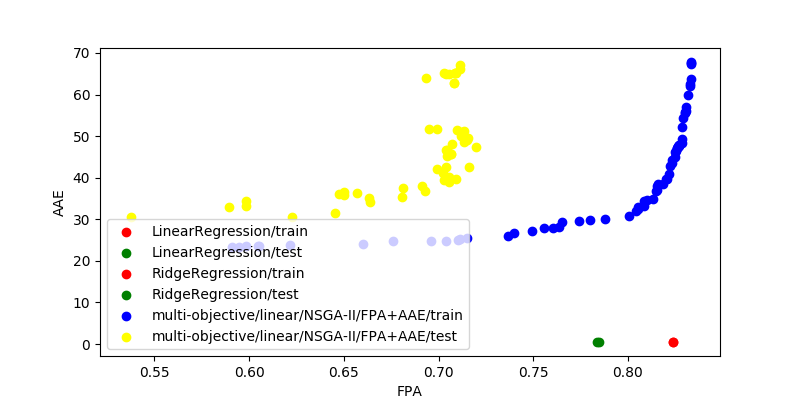 70
60
50
40
30
20
10
0
AAE
LinearRegression/train
LinearRegression/test
RidgeRegression/train
RidgeRegression/test
multi-objective/linear/NSGA-II/FPA+AAE/train
multi-objective/linear/NSGA-II/FPA+AAE/test
0.55 0.60 0.65 0.70 0.75 0.80
FPA